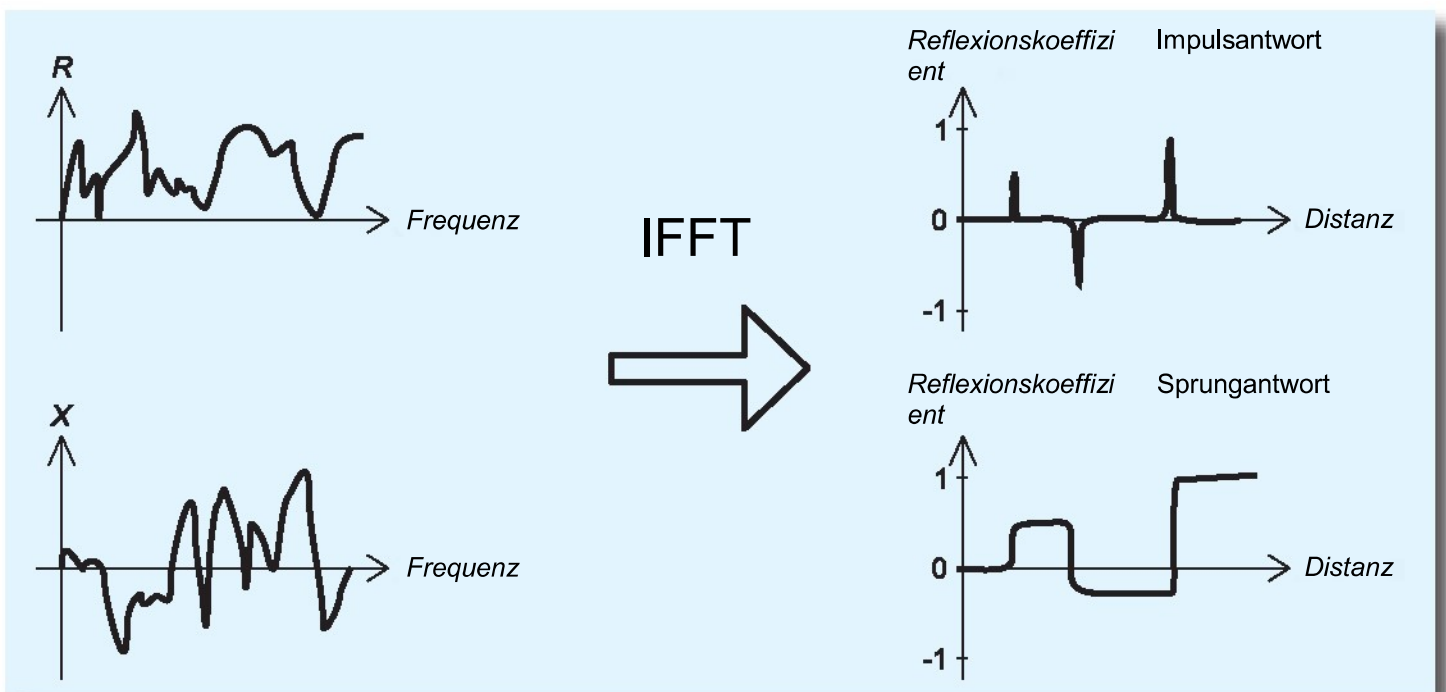 R
Frequenz
X
Frequenz
IFFT
Reflexionskoeffizi
ent
Impulsantwort
1
0
-1
Distanz
Reflexionskoeffizi
ent
Sprungantwort
1
0
-1
Distanz